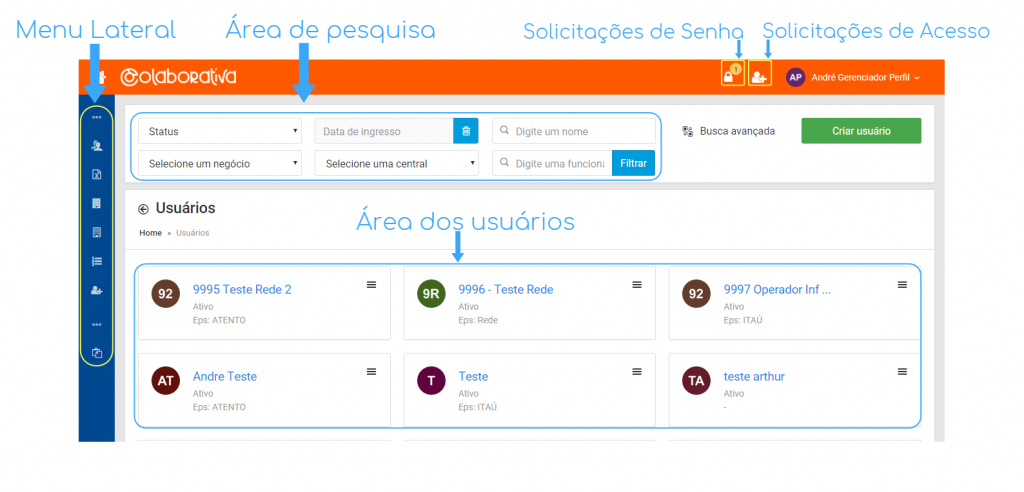 Menu Lateral
Área de pesquisa
Solicitações de Senha
Solicitações de Acesso
Colaborativa
1
AP André Gerenciador Perfil
Status
Data de ingresso
Digite um nome
Busca avançada
Criar usuário
Selecione um negócio
Selecione uma central
Digite uma funciona
Filtrar
Usuários
Home » Usuários
Área dos usuários
92 9995 Teste Rede 2
Ativo
Eps: ATENTO
9R 9996 - Teste Rede
Ativo
Eps: Rede
92 9997 Operador Inf ...
Ativo
Eps: ITAÚ
AT Andre Teste
Ativo
Eps: ATENTO
T Teste
Ativo
Eps: ITAÚ
TA teste arthur
Ativo
-